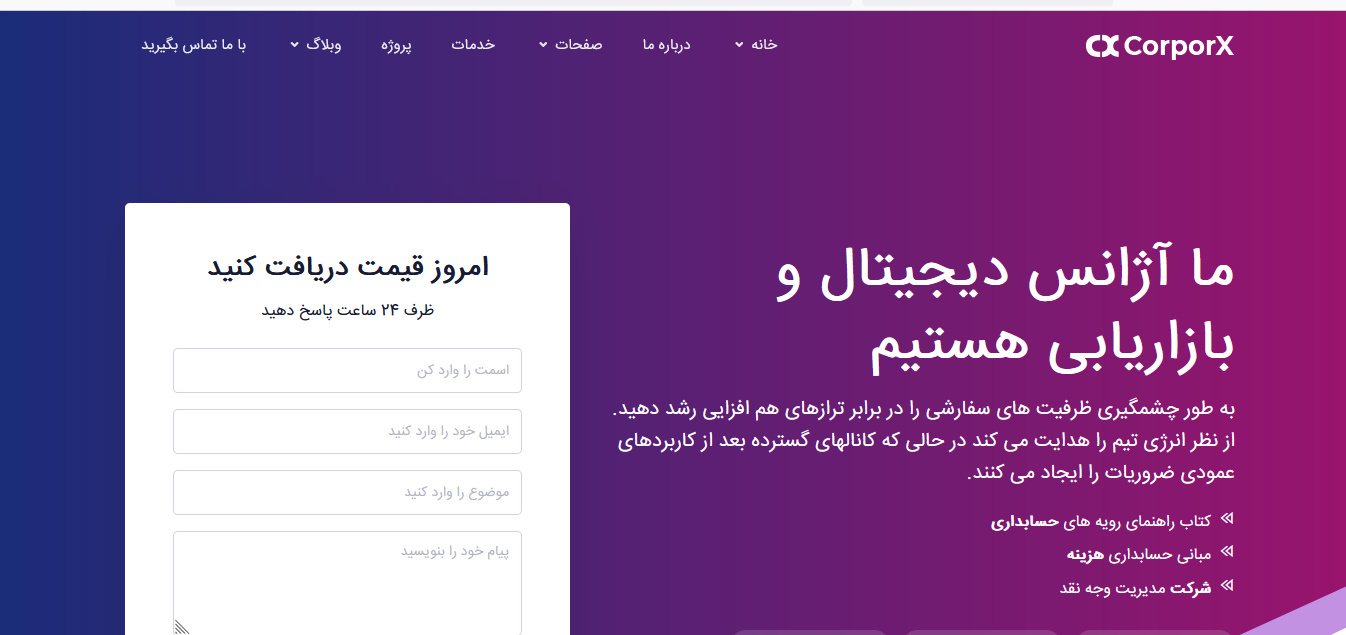 CorporX
خانه
درباره ما
صفحات
خدمات
پروژه
وبلاگ
با ما تماس بگیرید
ما آژانس دیجیتال و
بازاریابی هستیم
به طور چشمگیری ظرفیت های سفارشی را در برابر ترازهای هم افزایی رشد دهید.
از نظر انرژی تیم را هدایت می کند در حالی که کانالهای گسترده بعد از کاربردهای
عمودی ضروریات را ایجاد می کنند.
کتاب راهنمای رویه های حسابداری
مبانی حسابداری هزینه
شرکت مدیریت وجه نقد
امروز قیمت دریافت کنید
ظرف ۲۴ ساعت پاسخ دهید
اسمت را وارد کن
ایمیل خود را وارد کنید
موضوع را وارد کنید
پیام خود را بنویسید